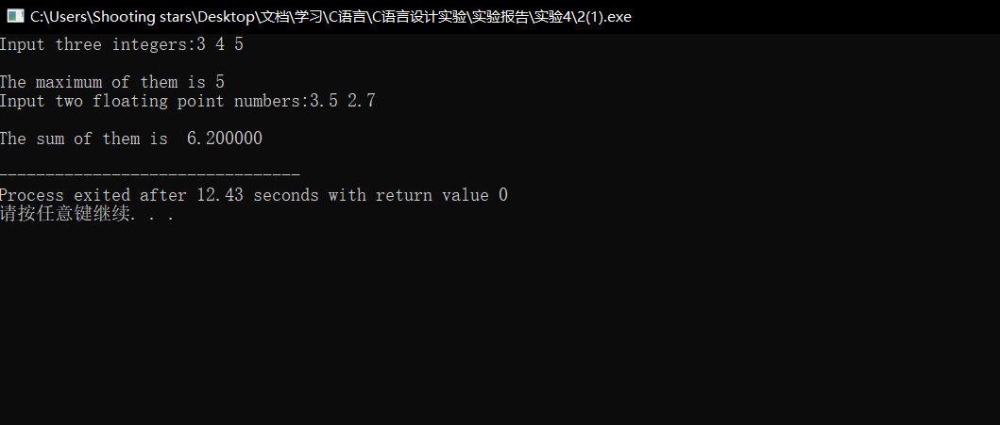 C:\Users\Shooting stars\Desktop\文档\学习\C语言\C语言设计实验\实验报告\实验4\2(1).exe
Input three integers:3 4 5
The maximum of them is 5
Input two floating point numbers:3.5 2.7
The sum of them is  6.200000
--------------------------------
Process exited after 12.43 seconds with return value 0
请按任意键继续. . .